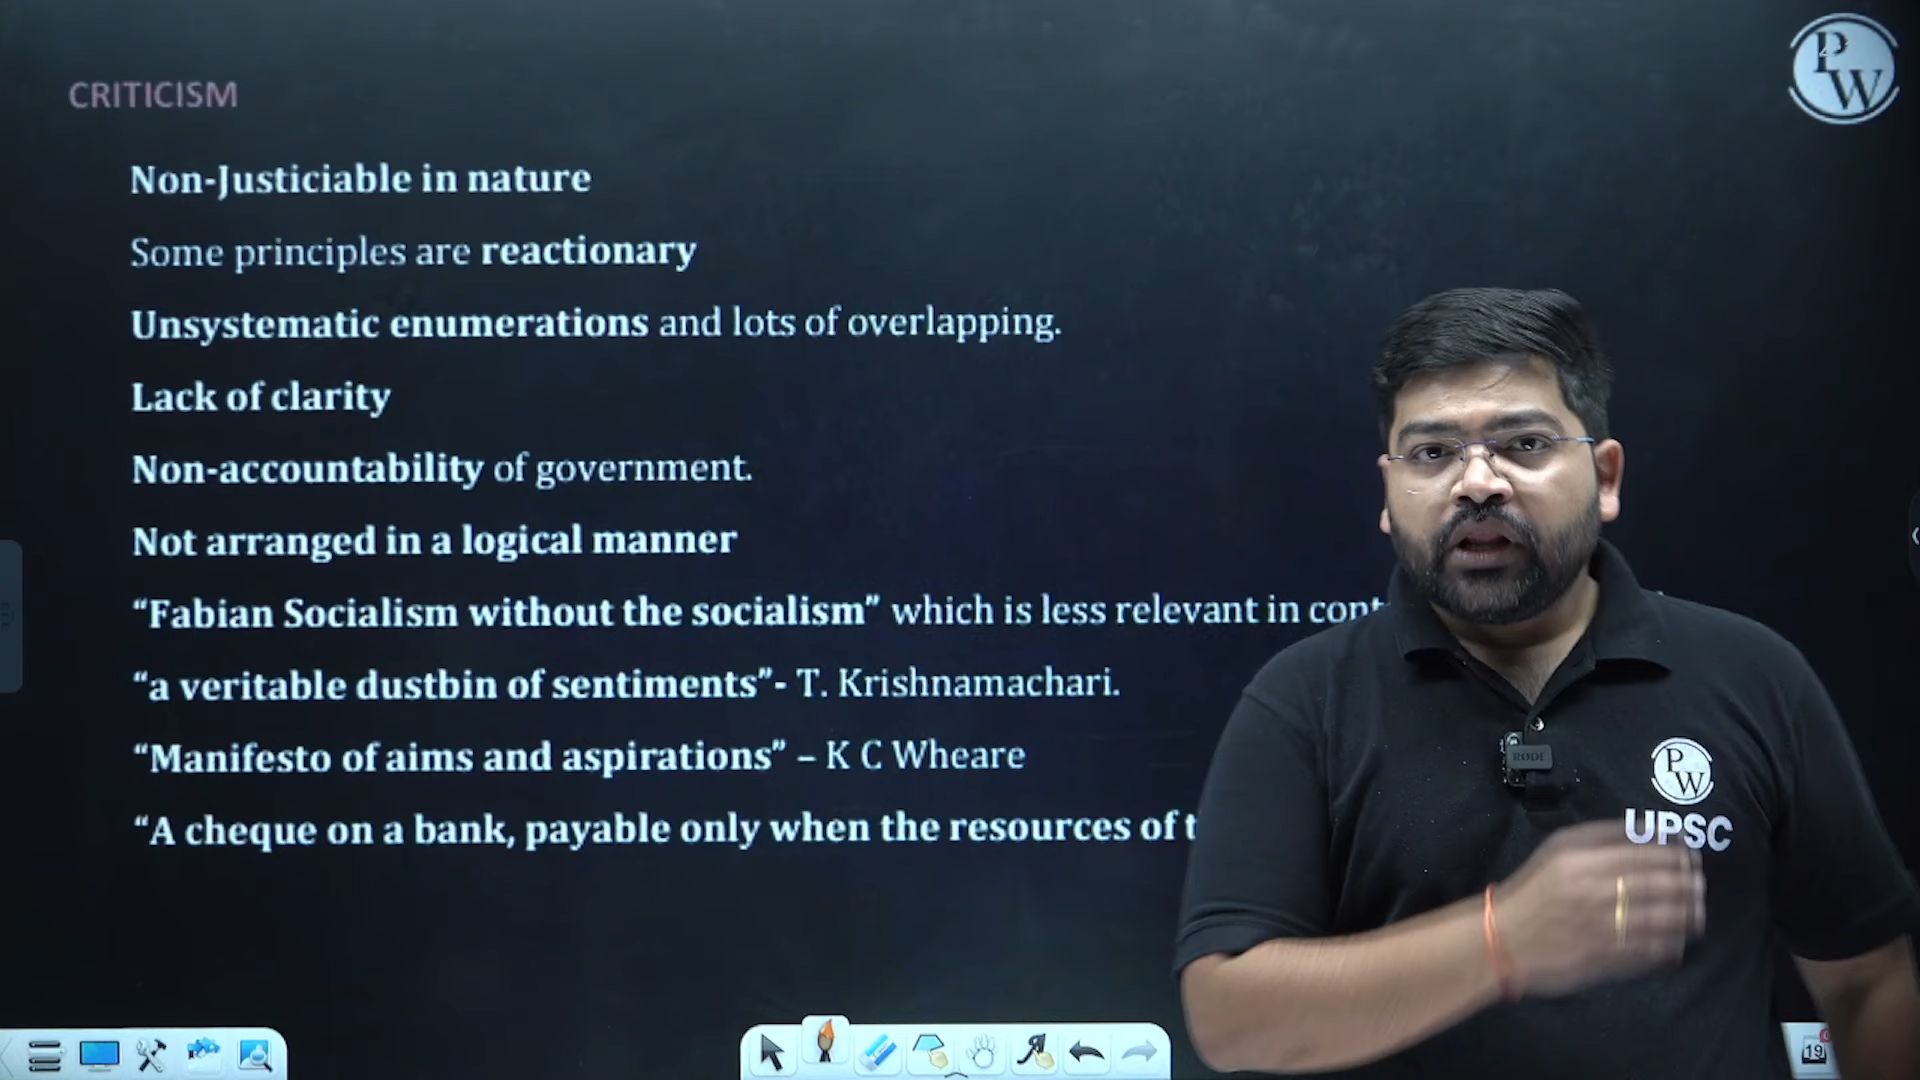 PW
CRITICISM
Non-Justiciable in nature
Some principles are reactionary
Unsystematic enumerations and lots of overlapping.
Lack of clarity
Non-accountability of government.
Not arranged in a logical manner
“Fabian Socialism without the socialism” which is less relevant in
“a veritable dustbin of sentiments”- T. Krishnamachari.
“Manifesto of aims and aspirations” – K C Wheare
“A cheque on a bank, payable only when the resources of
RODE
PW
UPSC
19